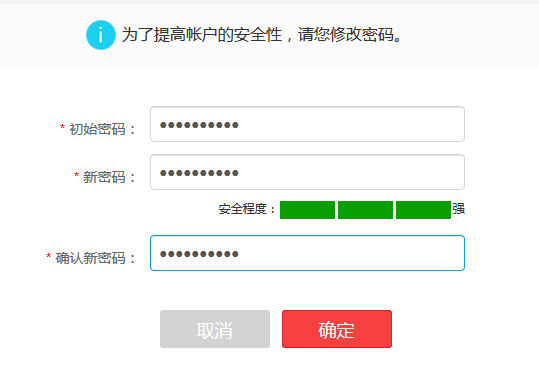 为了提高帐户的安全性，请您修改密码。
* 初始密码： ••••••••••
* 新密码： ••••••••••
安全程度： 强
* 确认新密码： ••••••••••
取消 确定